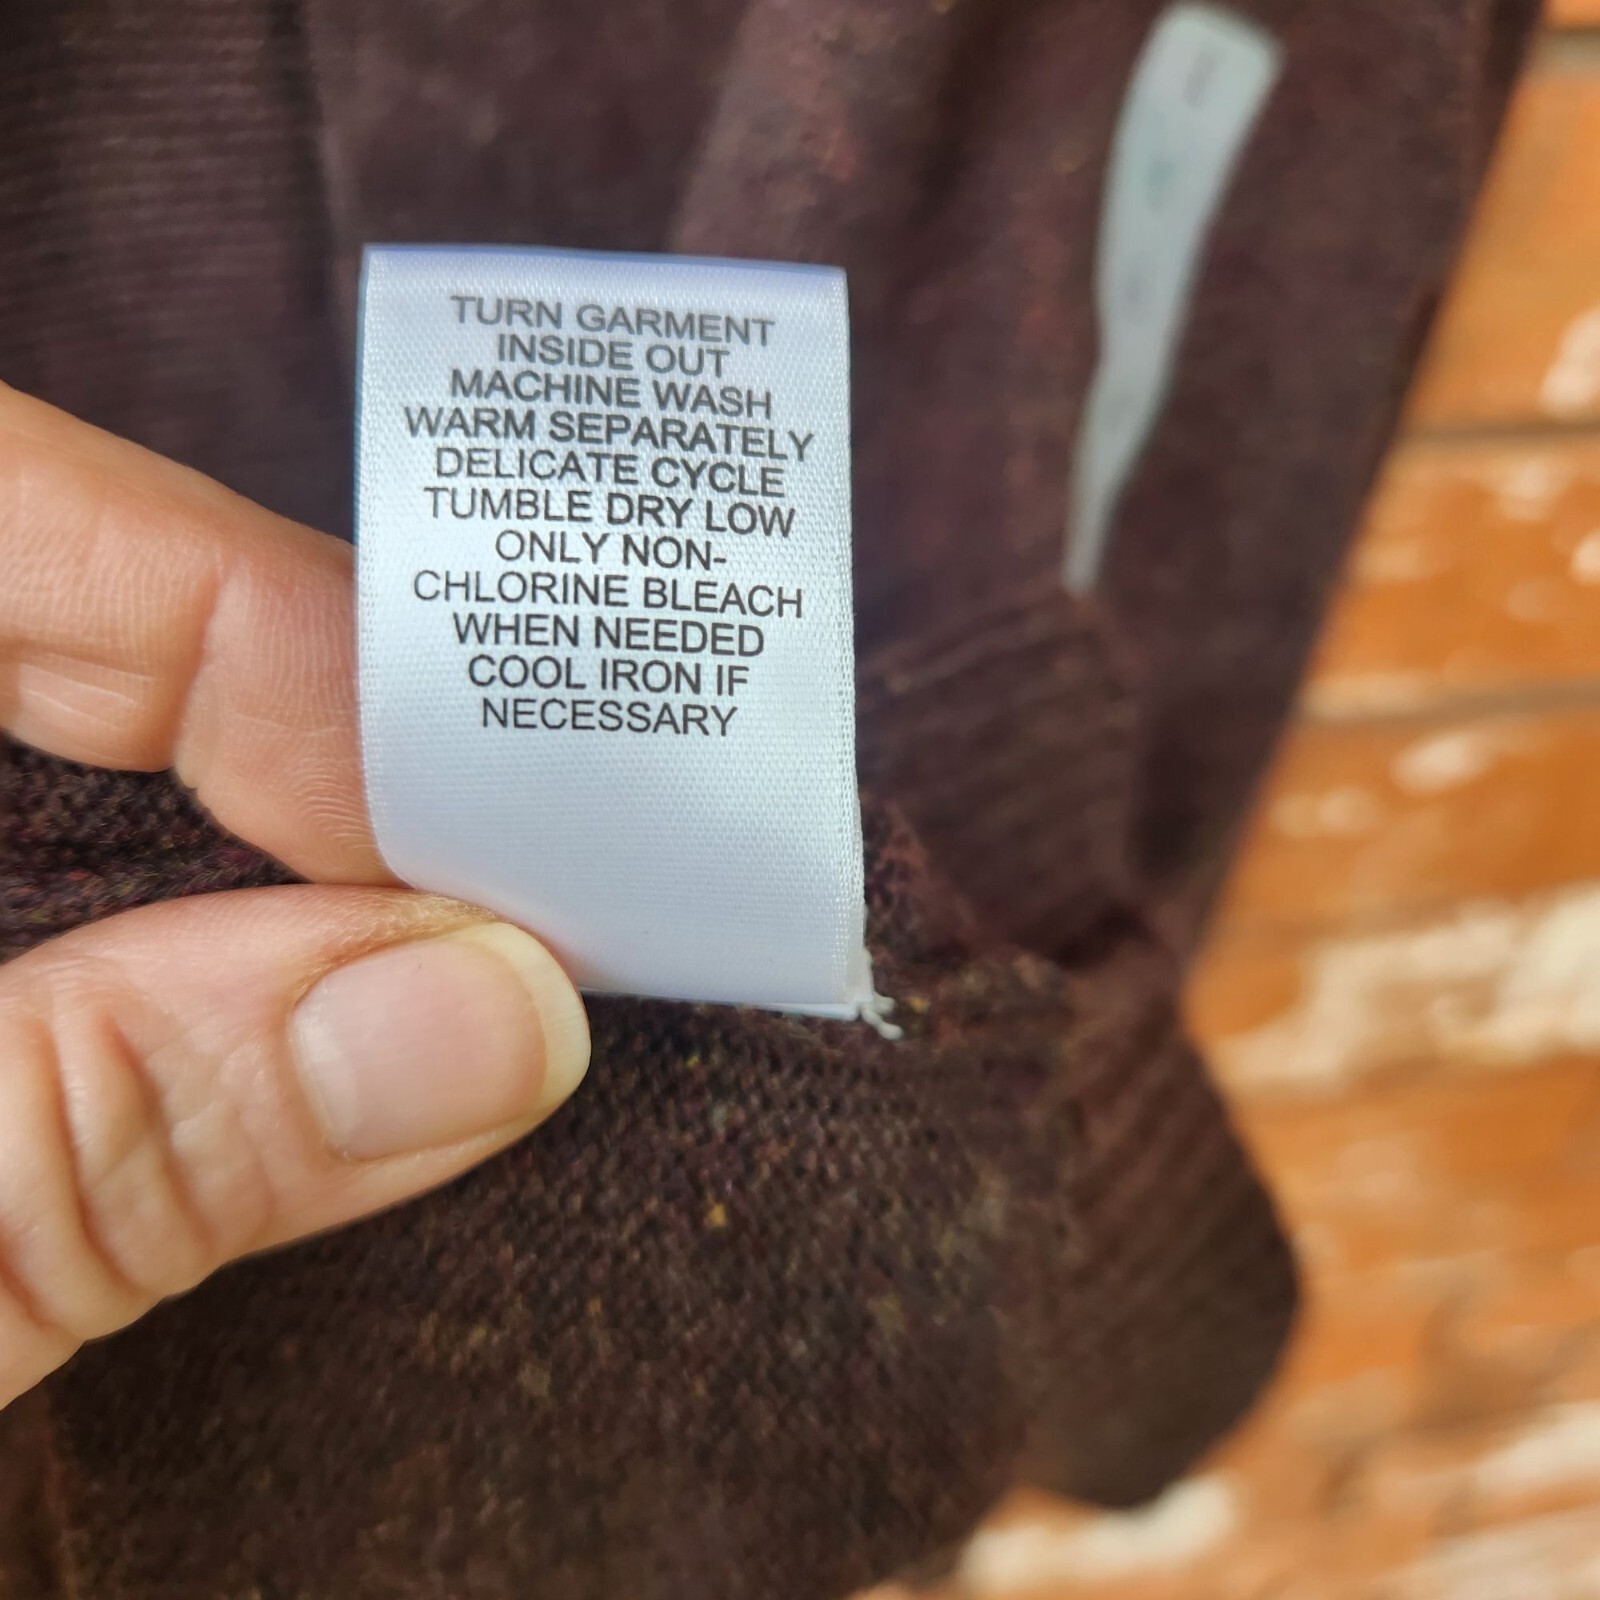 TURN GARMENT
INSIDE OUT
MACHINE WASH
WARM SEPARATELY
DELICATE CYCLE
TUMBLE DRY LOW
ONLY NON-
CHLORINE BLEACH
WHEN NEEDED
COOL IRON IF
NECESSARY